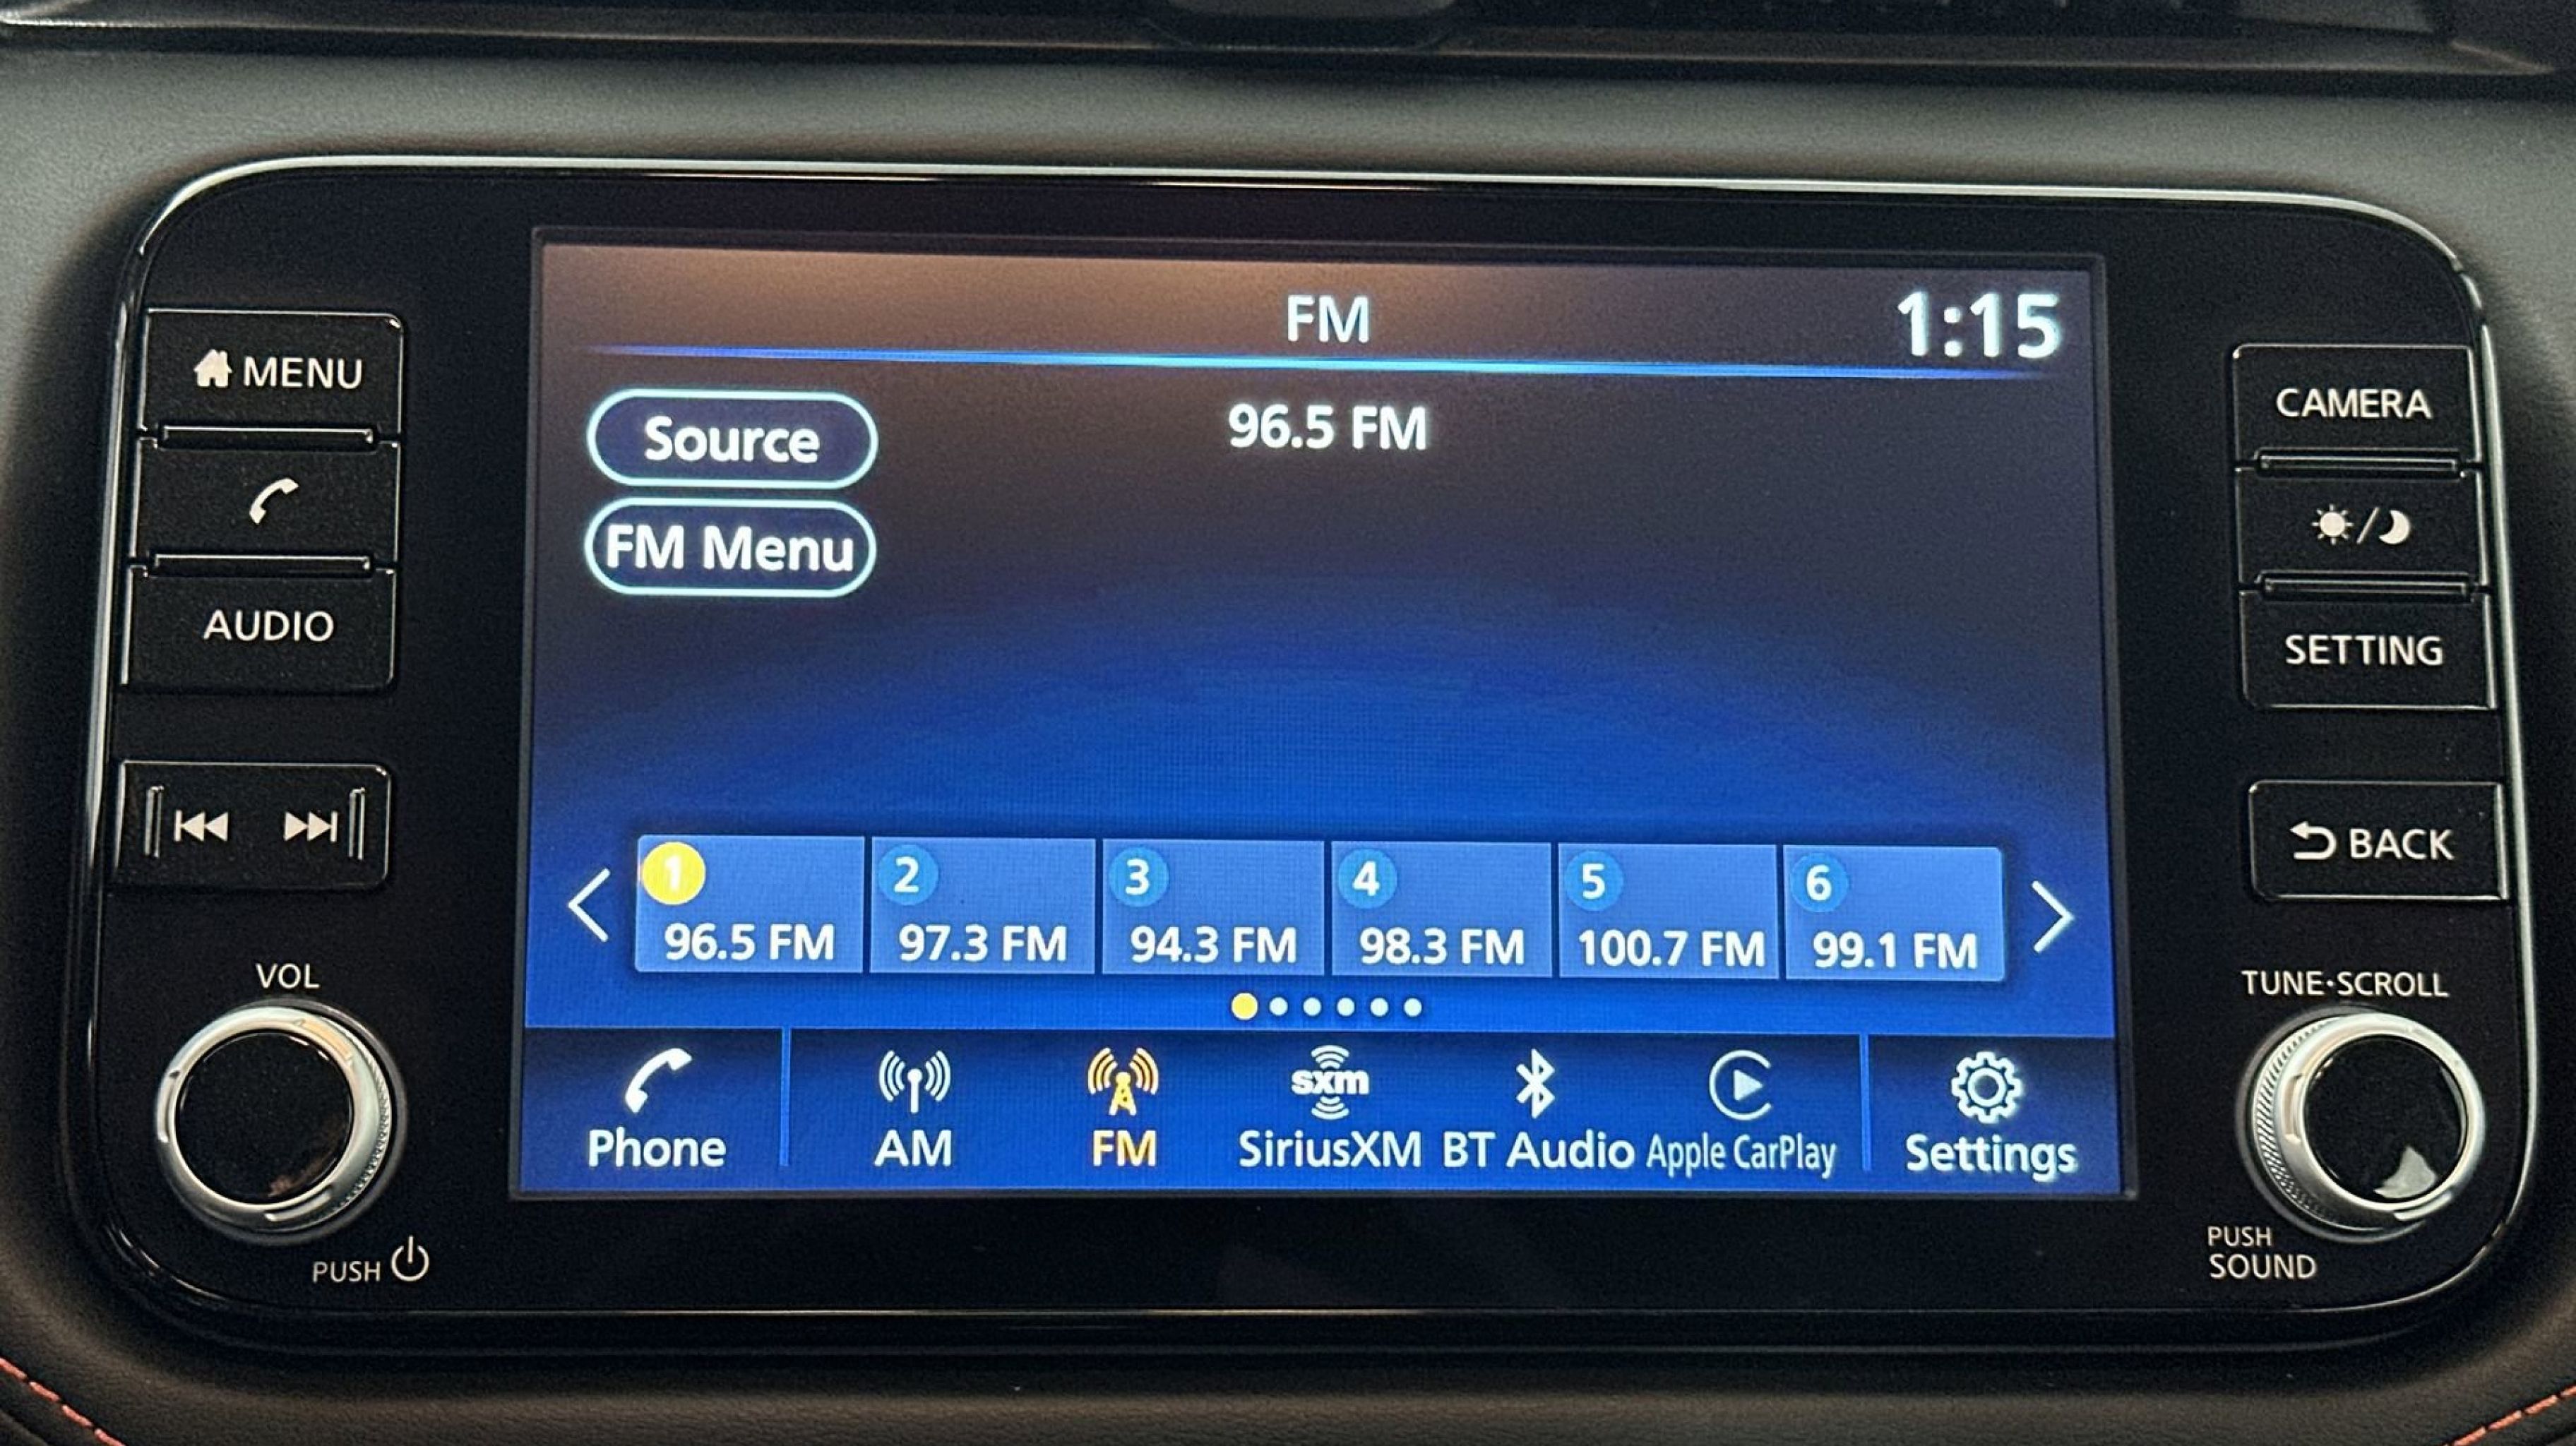 MENU
AUDIO
VOL
PUSH
FM
1:15
Source
96.5 FM
FM Menu
1
2
3
4
5
6
96.5 FM
97.3 FM
94.3 FM
98.3 FM
100.7 FM
99.1 FM
sxm
Phone
AM
FM
SiriusXM
BT Audio
Apple CarPlay
Settings
CAMERA
SETTING
BACK
TUNE·SCROLL
PUSH
SOUND